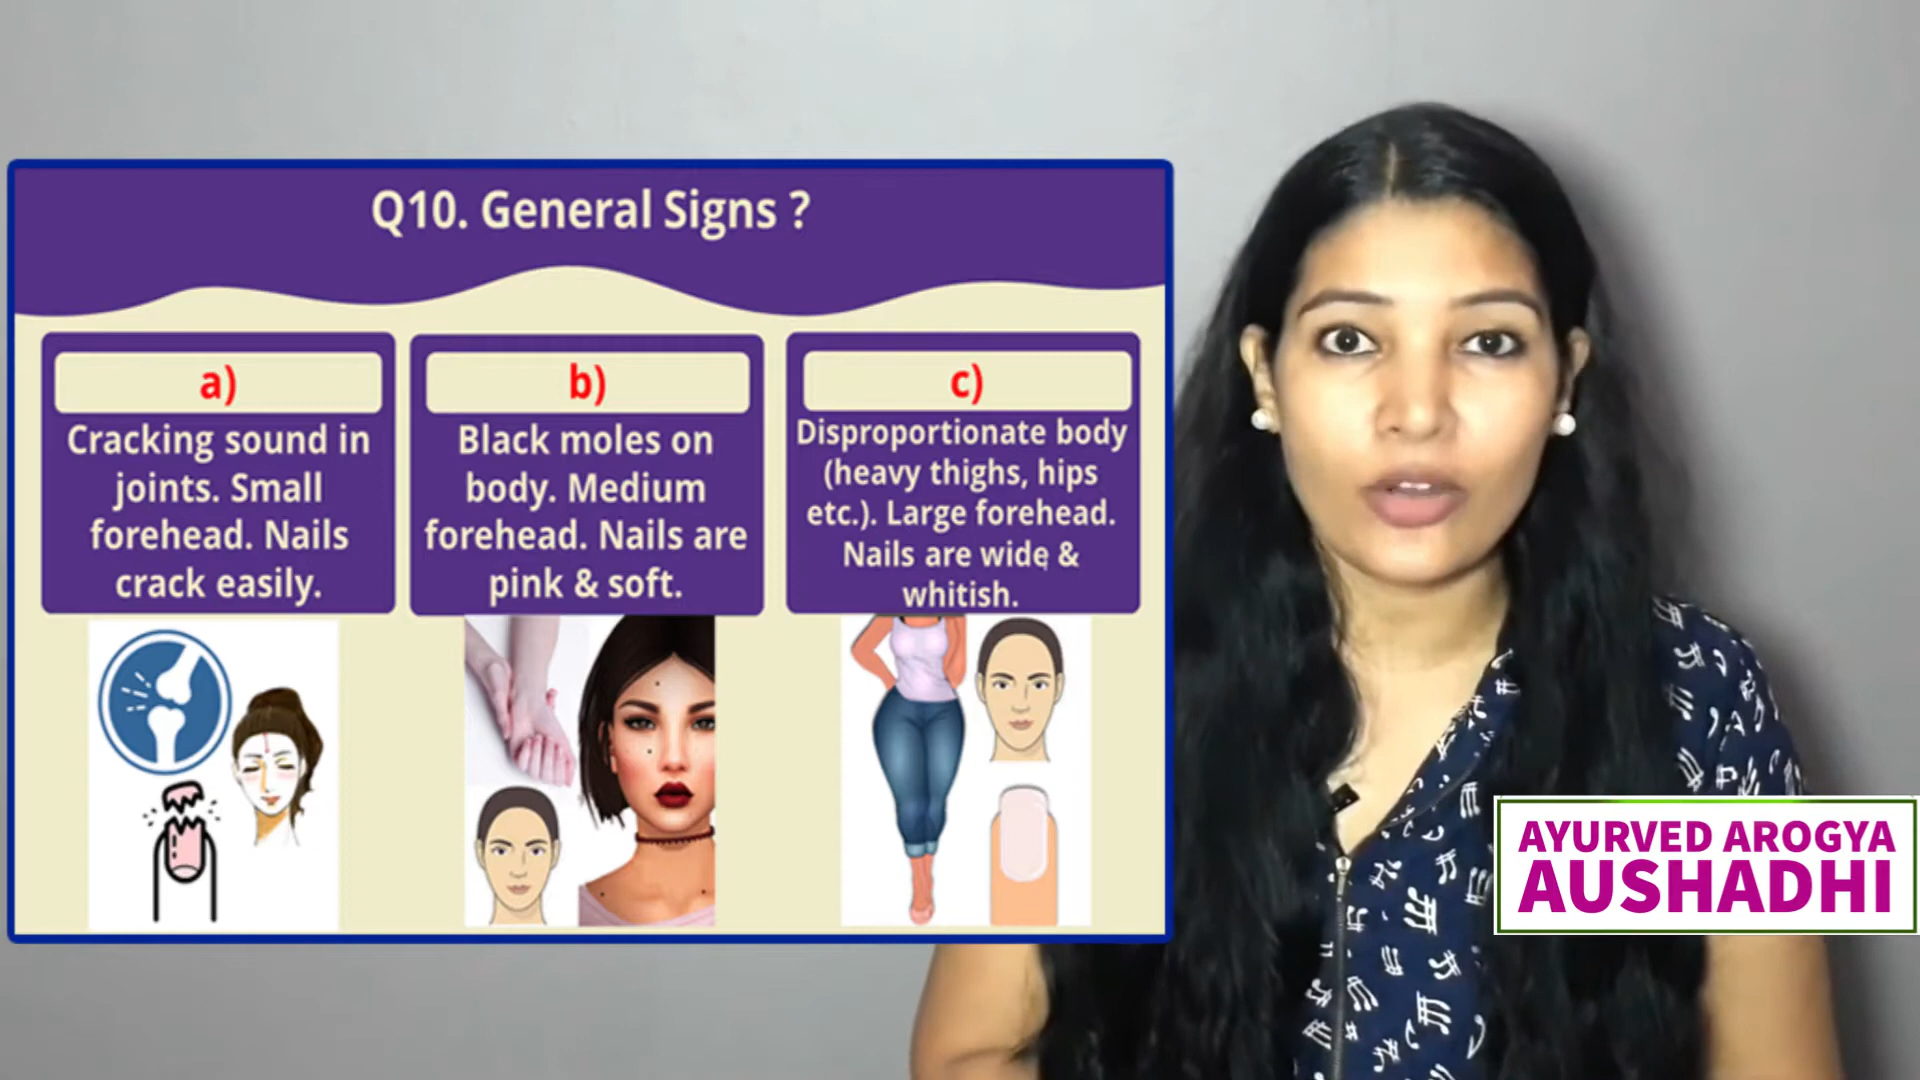 Q10. General Signs ?
a)
Cracking sound in
joints. Small
forehead. Nails
crack easily.
b)
Black moles on
body. Medium
forehead. Nails are
pink & soft.
c)
Disproportionate body
(heavy thighs, hips
etc.). Large forehead.
Nails are wide &
whitish.
AYURVED AROGYA
AUSHADHI